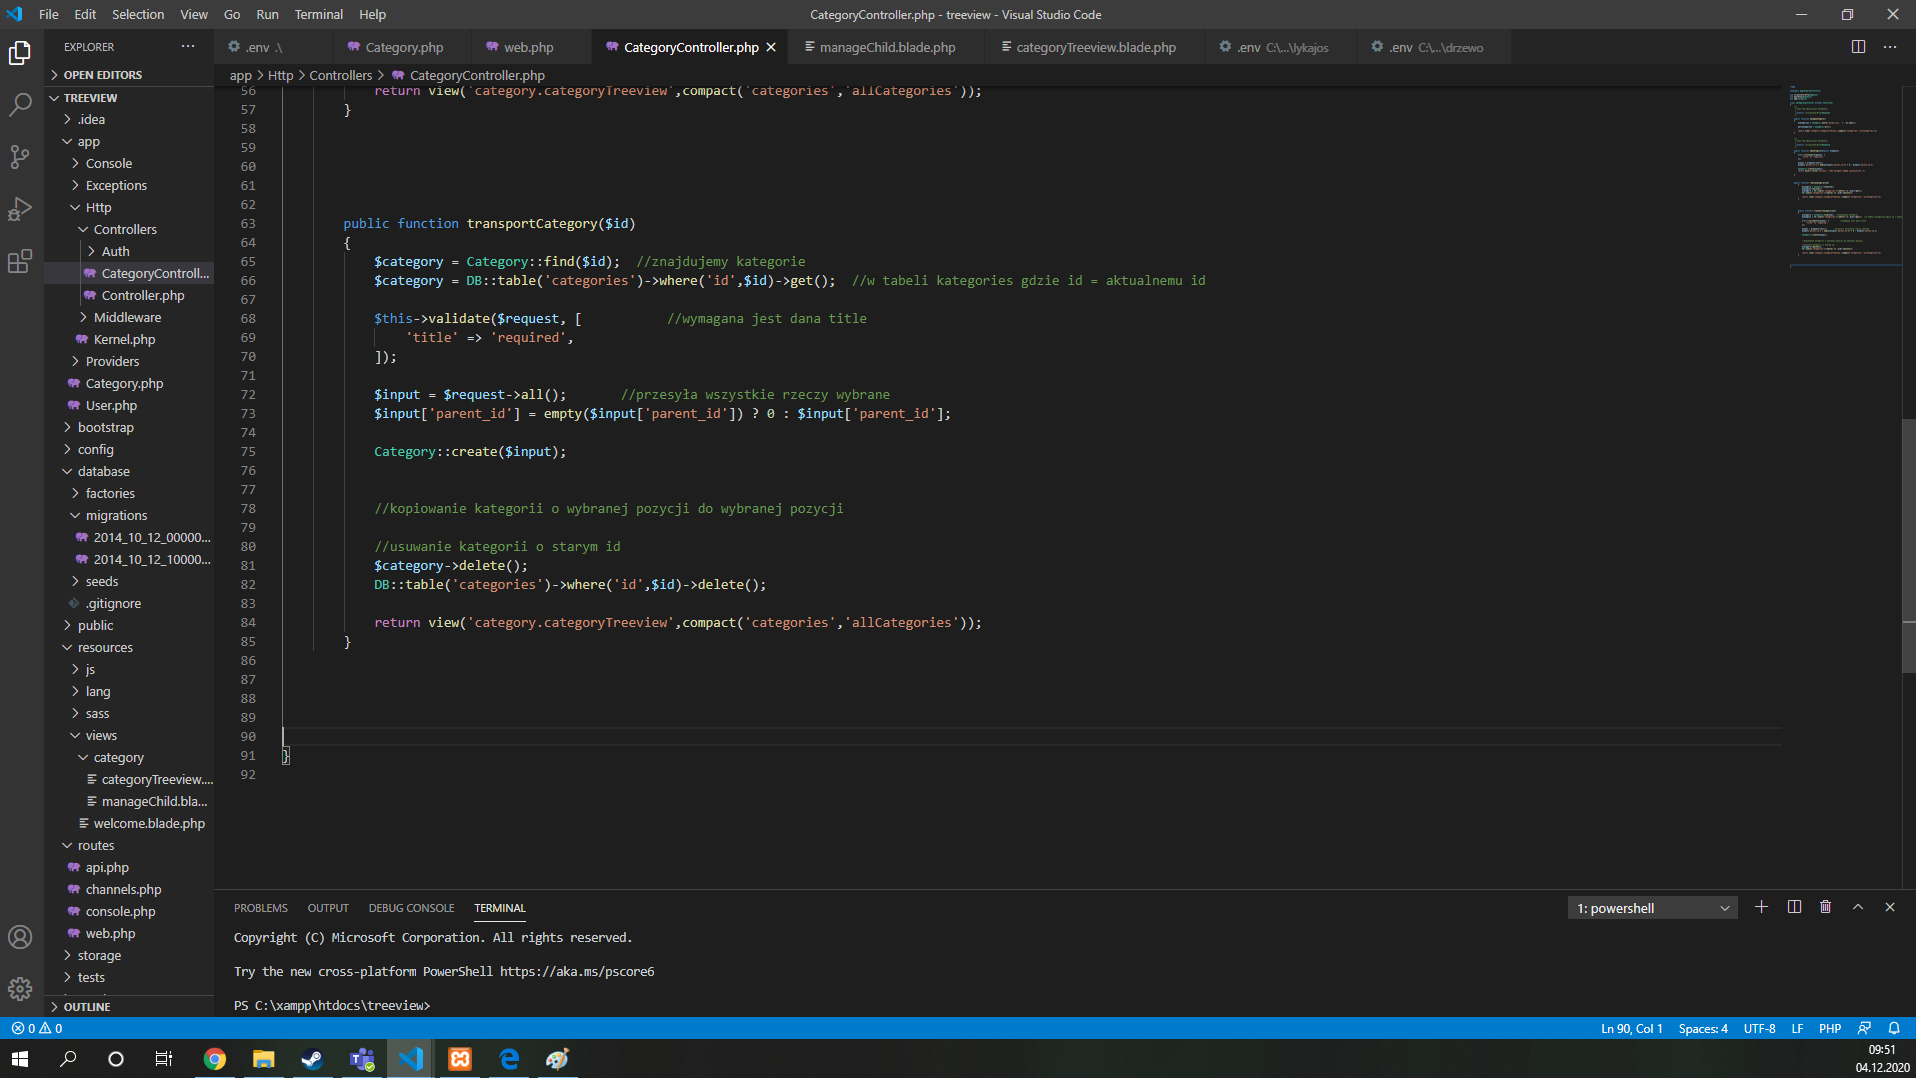 File Edit Selection View Go Run Terminal Help
CategoryController.php - treeview - Visual Studio Code
EXPLORER
.env .\
Category.php
web.php
CategoryController.php
manageChild.blade.php
categoryTreeview.blade.php
.env C:\...\lykajos
.env C:\...\drzewo
OPEN EDITORS
app > Http > Controllers > CategoryController.php
TREEVIEW
.idea
app
Console
Exceptions
Http
Controllers
Auth
CategoryControll...
Controller.php
Middleware
Kernel.php
Providers
Category.php
User.php
bootstrap
config
database
factories
migrations
2014_10_12_00000...
2014_10_12_10000...
seeds
.gitignore
public
resources
js
lang
sass
views
category
categoryTreeview....
manageChild.bla...
welcome.blade.php
routes
api.php
channels.php
console.php
web.php
storage
tests
OUTLINE
56 return view('category.categoryTreeview',compact('categories','allCategories'));
57 }
58
59
60
61
62
63 public function transportCategory($id)
64 {
65 $category = Category::find($id); //znajdujemy kategorie
66 $category = DB::table('categories')->where('id',$id)->get(); //w tabeli kategories gdzie id = aktualnemu id
67
68 $this->validate($request, [ //wymagana jest dana title
69 'title' => 'required',
70 ]);
71
72 $input = $request->all(); //przesyła wszystkie rzeczy wybrane
73 $input['parent_id'] = empty($input['parent_id']) ? 0 : $input['parent_id'];
74
75 Category::create($input);
76
77
78 //kopiowanie kategorii o wybranej pozycji do wybranej pozycji
79
80 //usuwanie kategorii o starym id
81 $category->delete();
82 DB::table('categories')->where('id',$id)->delete();
83
84 return view('category.categoryTreeview',compact('categories','allCategories'));
85 }
86
87
88
89
90
91 }
92
PROBLEMS OUTPUT DEBUG CONSOLE TERMINAL
1: powershell
Copyright (C) Microsoft Corporation. All rights reserved.
Try the new cross-platform PowerShell https://aka.ms/pscore6
PS C:\xampp\htdocs\treeview>
0 0
Ln 90, Col 1 Spaces: 4 UTF-8 LF PHP
09:51
04.12.2020